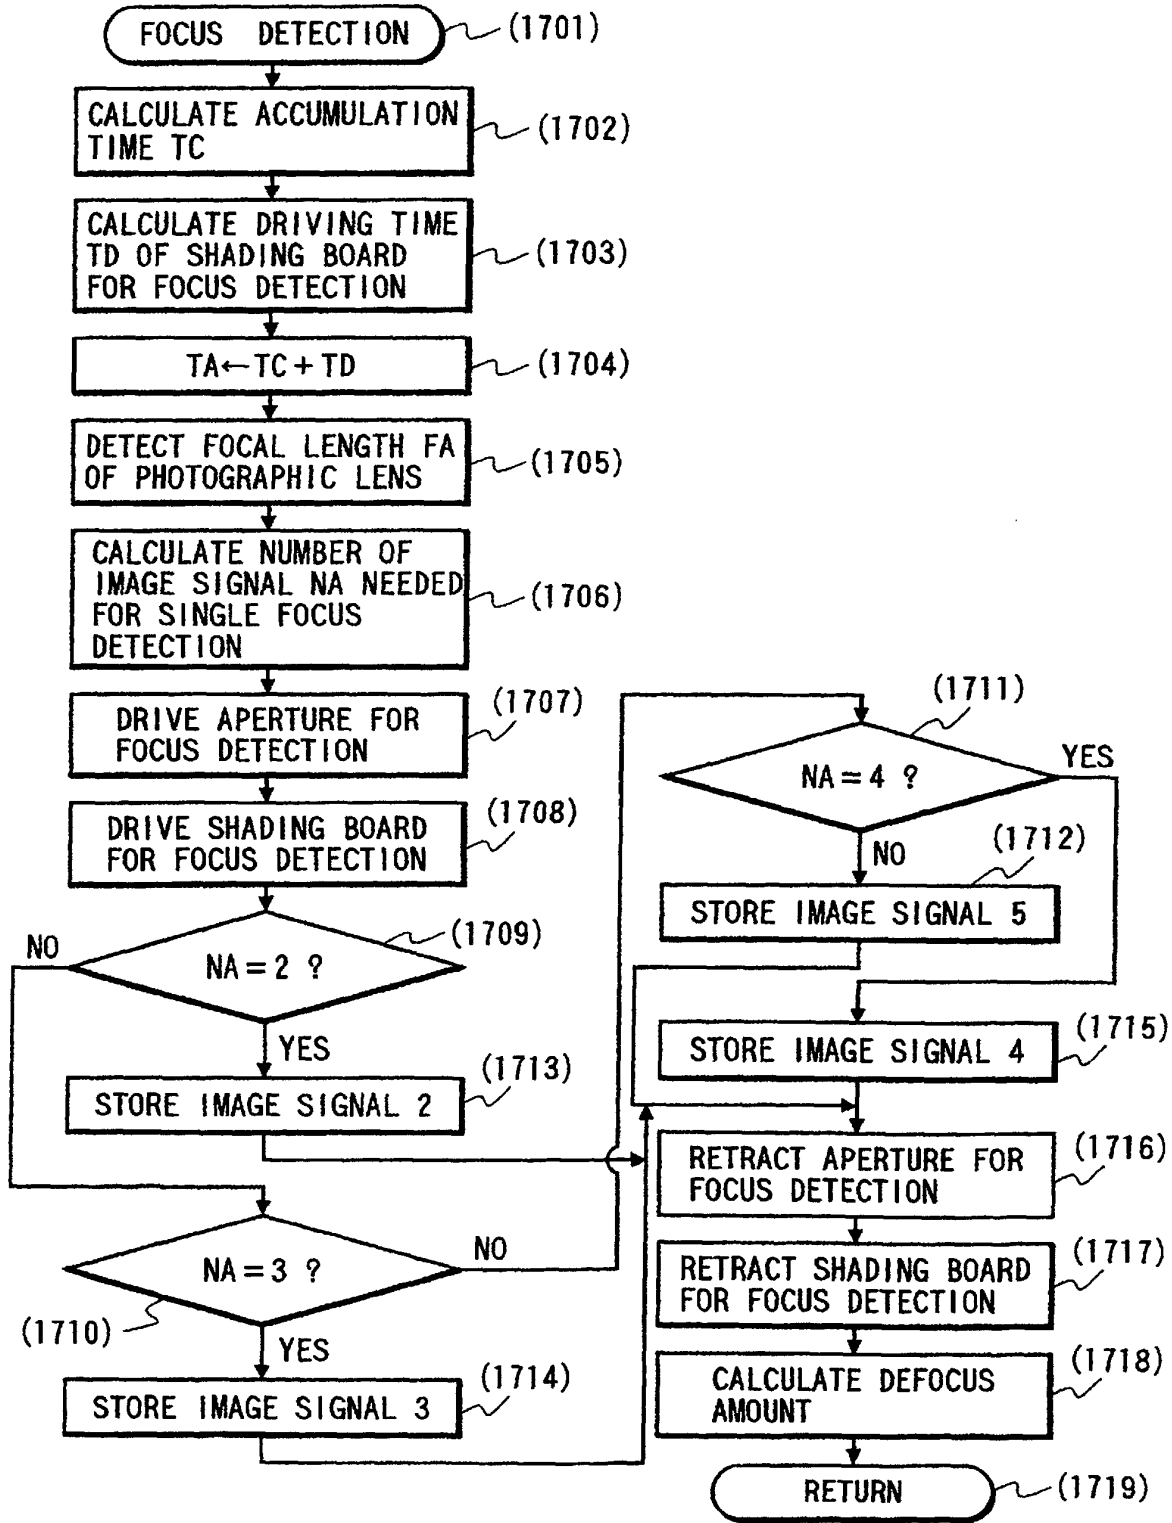 FOCUS DETECTION (1701)
CALCULATE ACCUMULATION
TIME TC
(1702)
CALCULATE DRIVING TIME
TD OF SHADING BOARD
FOR FOCUS DETECTION
(1703)
TA←TC+TD (1704)
DETECT FOCAL LENGTH FA
OF PHOTOGRAPHIC LENS
(1705)
CALCULATE NUMBER OF
IMAGE SIGNAL NA NEEDED
FOR SINGLE FOCUS
DETECTION
(1706)
DRIVE APERTURE FOR
FOCUS DETECTION
(1707)
DRIVE SHADING BOARD
FOR FOCUS DETECTION
(1708)
NA=2 ? (1709)
NO
YES
STORE IMAGE SIGNAL 2 (1713)
NA=3 ?
NO
(1710)
YES
STORE IMAGE SIGNAL 3 (1714)
(1711)
NA=4 ?
YES
NO
(1712)
STORE IMAGE SIGNAL 5
STORE IMAGE SIGNAL 4 (1715)
RETRACT APERTURE FOR
FOCUS DETECTION
(1716)
RETRACT SHADING BOARD
FOR FOCUS DETECTION
(1717)
CALCULATE DEFOCUS
AMOUNT
(1718)
RETURN (1719)